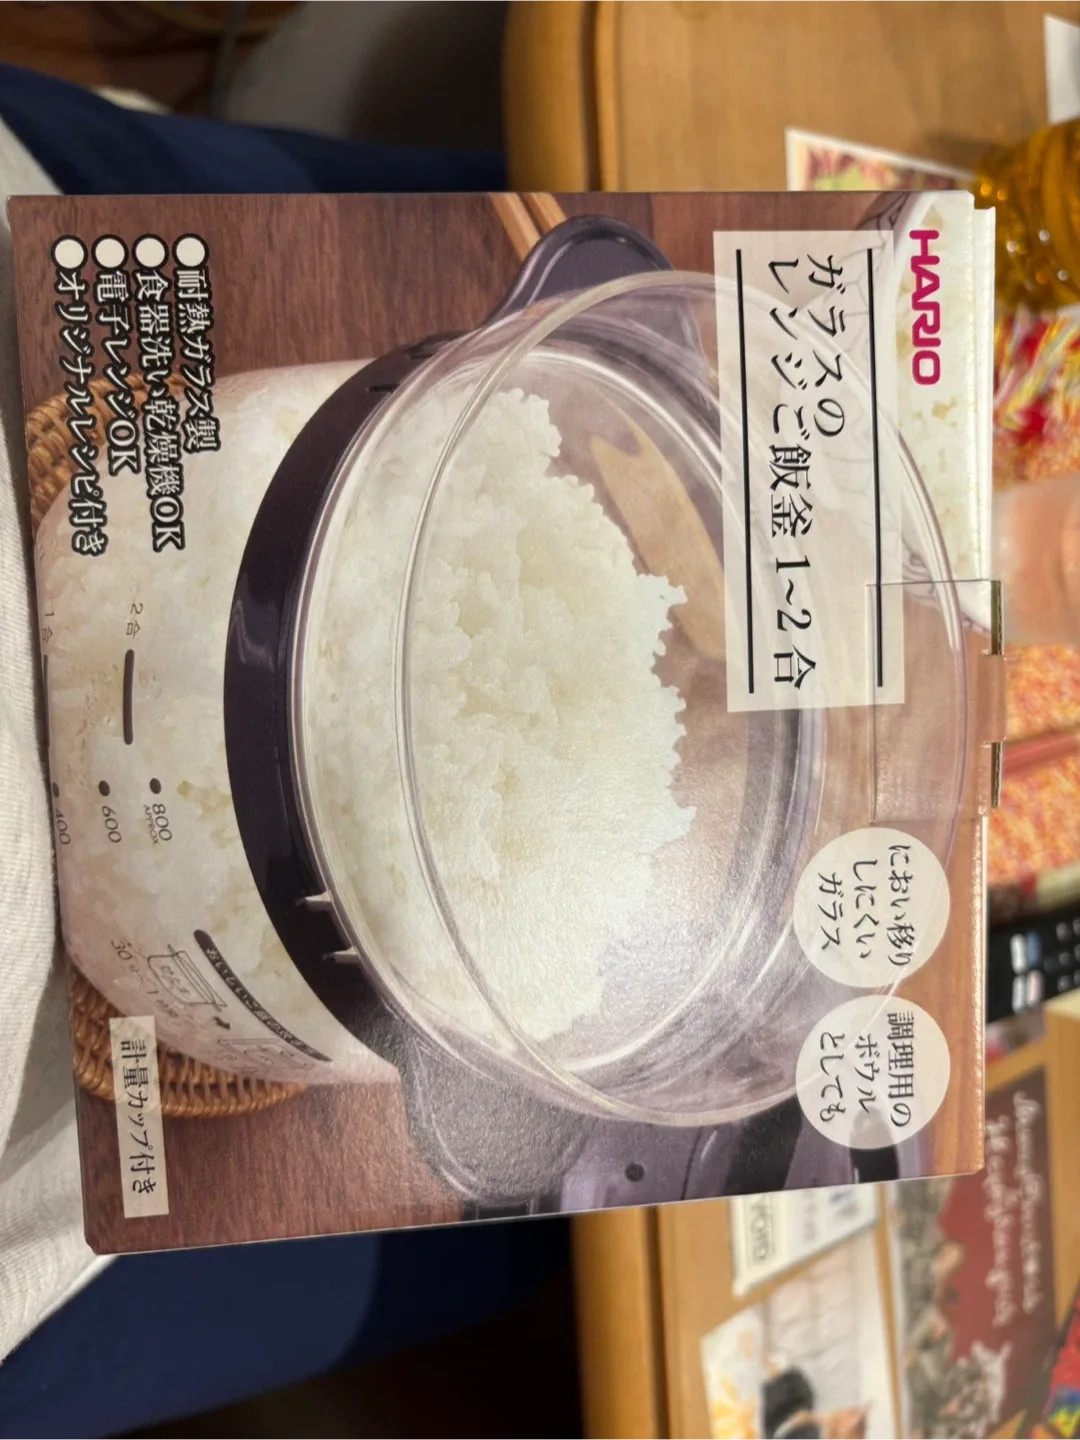 HARIO
ガラスの
レンジご飯釜 1~2 合
におい移り
しにくい
ガラス
調理用の
ボウル
としても
●耐熱ガラス製
●食器洗い乾燥機OK
●電子レンジOK
●オリジナルレシピ付き
2合
1合
800
APPROX
600
400
計量カップ付き